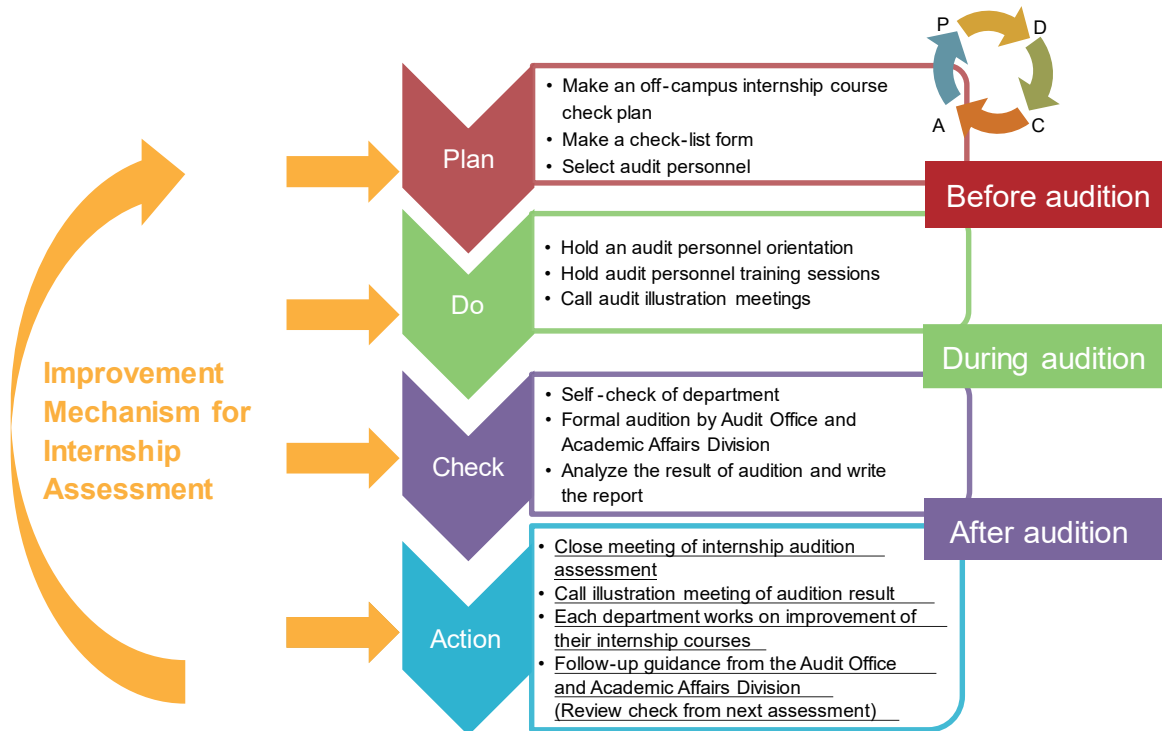 P
D
A
C
Plan
• Make an off-campus internship course
check plan
• Make a check-list form
• Select audit personnel
Before audition
Do
• Hold an audit personnel orientation
• Hold audit personnel training sessions
• Call audit illustration meetings
During audition
Improvement
Mechanism for
Internship
Assessment
Check
• Self-check of department
• Formal audition by Audit Office and
Academic Affairs Division
• Analyze the result of audition and write
the report
After audition
Action
• Close meeting of internship audition
assessment
• Call illustration meeting of audition result
• Each department works on improvement of
their internship courses
• Follow-up guidance from the Audit Office
and Academic Affairs Division
(Review check from next assessment)